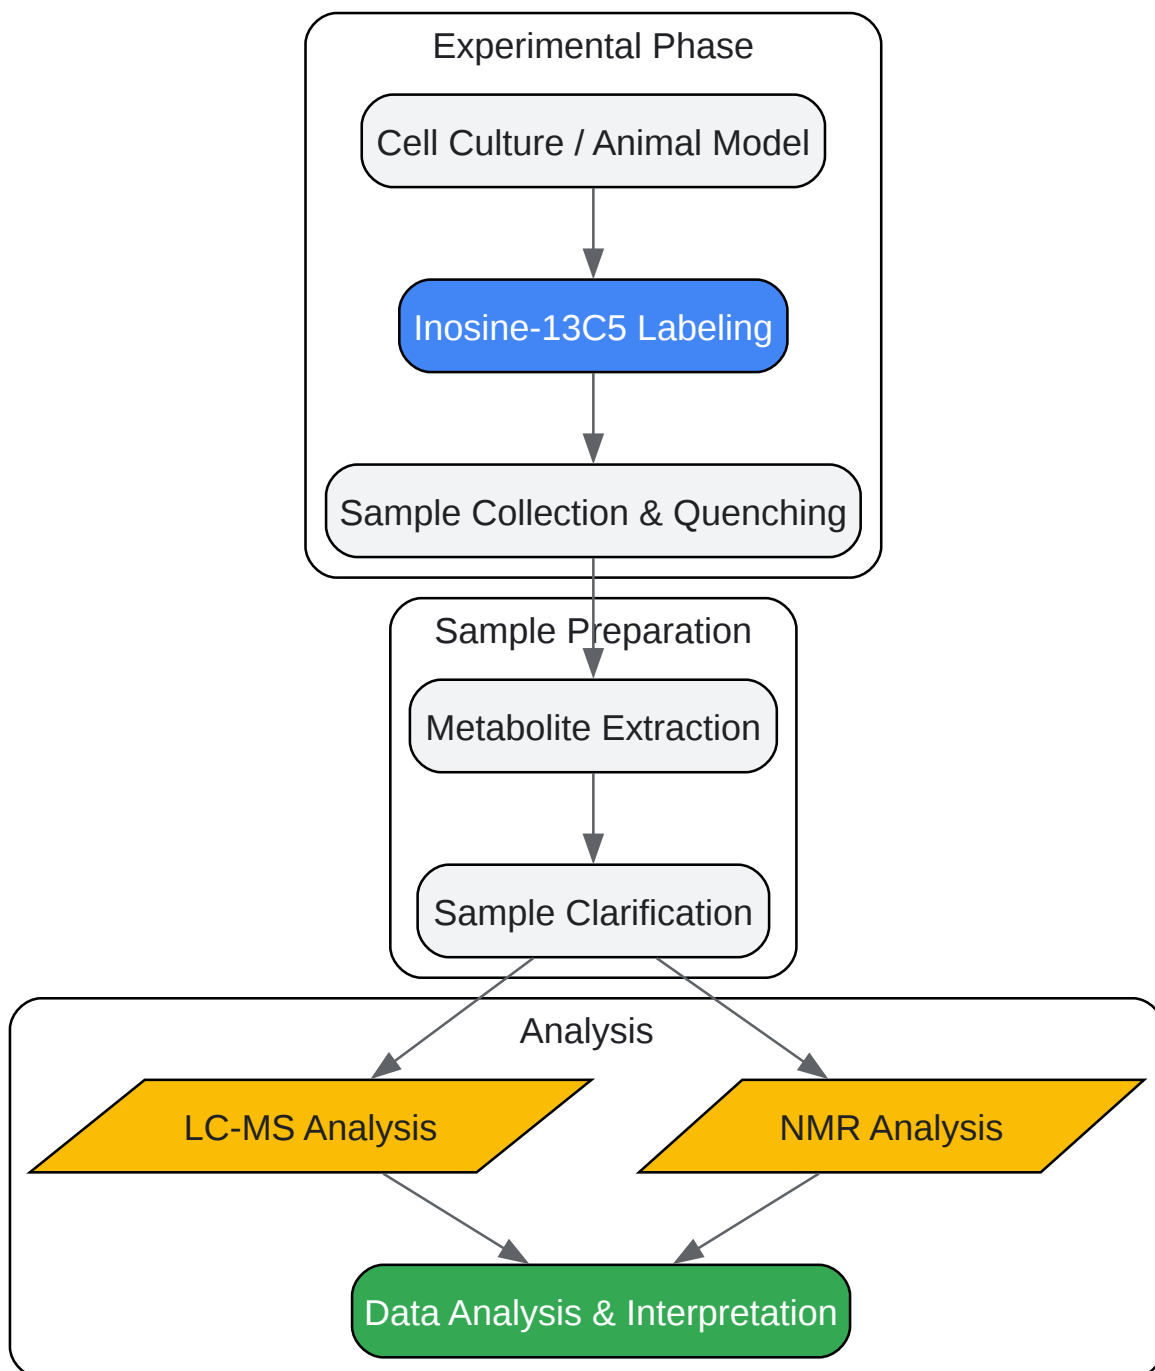 Experimental Phase
Cell Culture / Animal Model
Inosine-13C5 Labeling
Sample Collection & Quenching
Sample Preparation
Metabolite Extraction
Sample Clarification
Analysis
LC-MS Analysis
NMR Analysis
Data Analysis & Interpretation